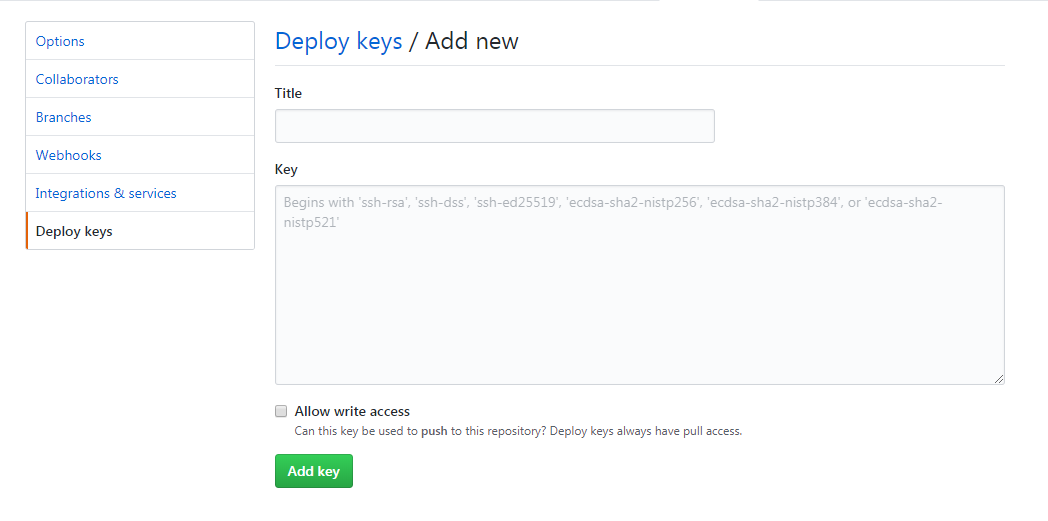 Options
Collaborators
Branches
Webhooks
Integrations & services
Deploy keys
Deploy keys / Add new
Title
Key
Begins with 'ssh-rsa', 'ssh-dss', 'ssh-ed25519', 'ecdsa-sha2-nistp256', 'ecdsa-sha2-nistp384', or 'ecdsa-sha2-
nistp521'
Allow write access
Can this key be used to push to this repository? Deploy keys always have pull access.
Add key